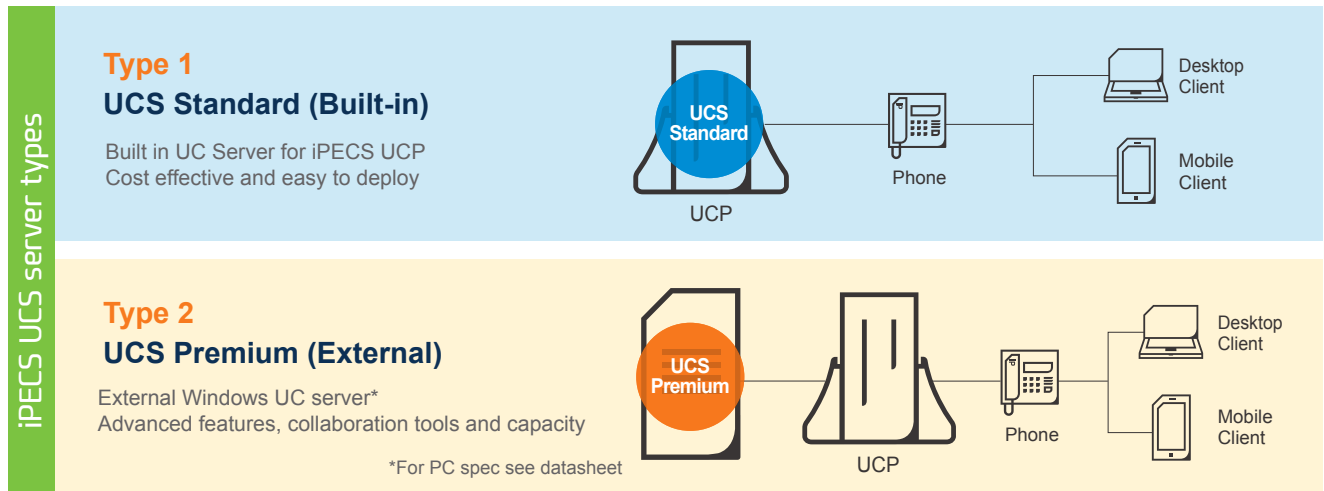 iPECS UCS server types
Type 1
UCS Standard (Built-in)
Built in UC Server for iPECS UCP
Cost effective and easy to deploy
UCS
Standard
UCP
Phone
Desktop
Client
Mobile
Client
Type 2
UCS Premium (External)
External Windows UC server*
Advanced features, collaboration tools and capacity
*For PC spec see datasheet
UCS
Premium
UCP
Phone
Desktop
Client
Mobile
Client